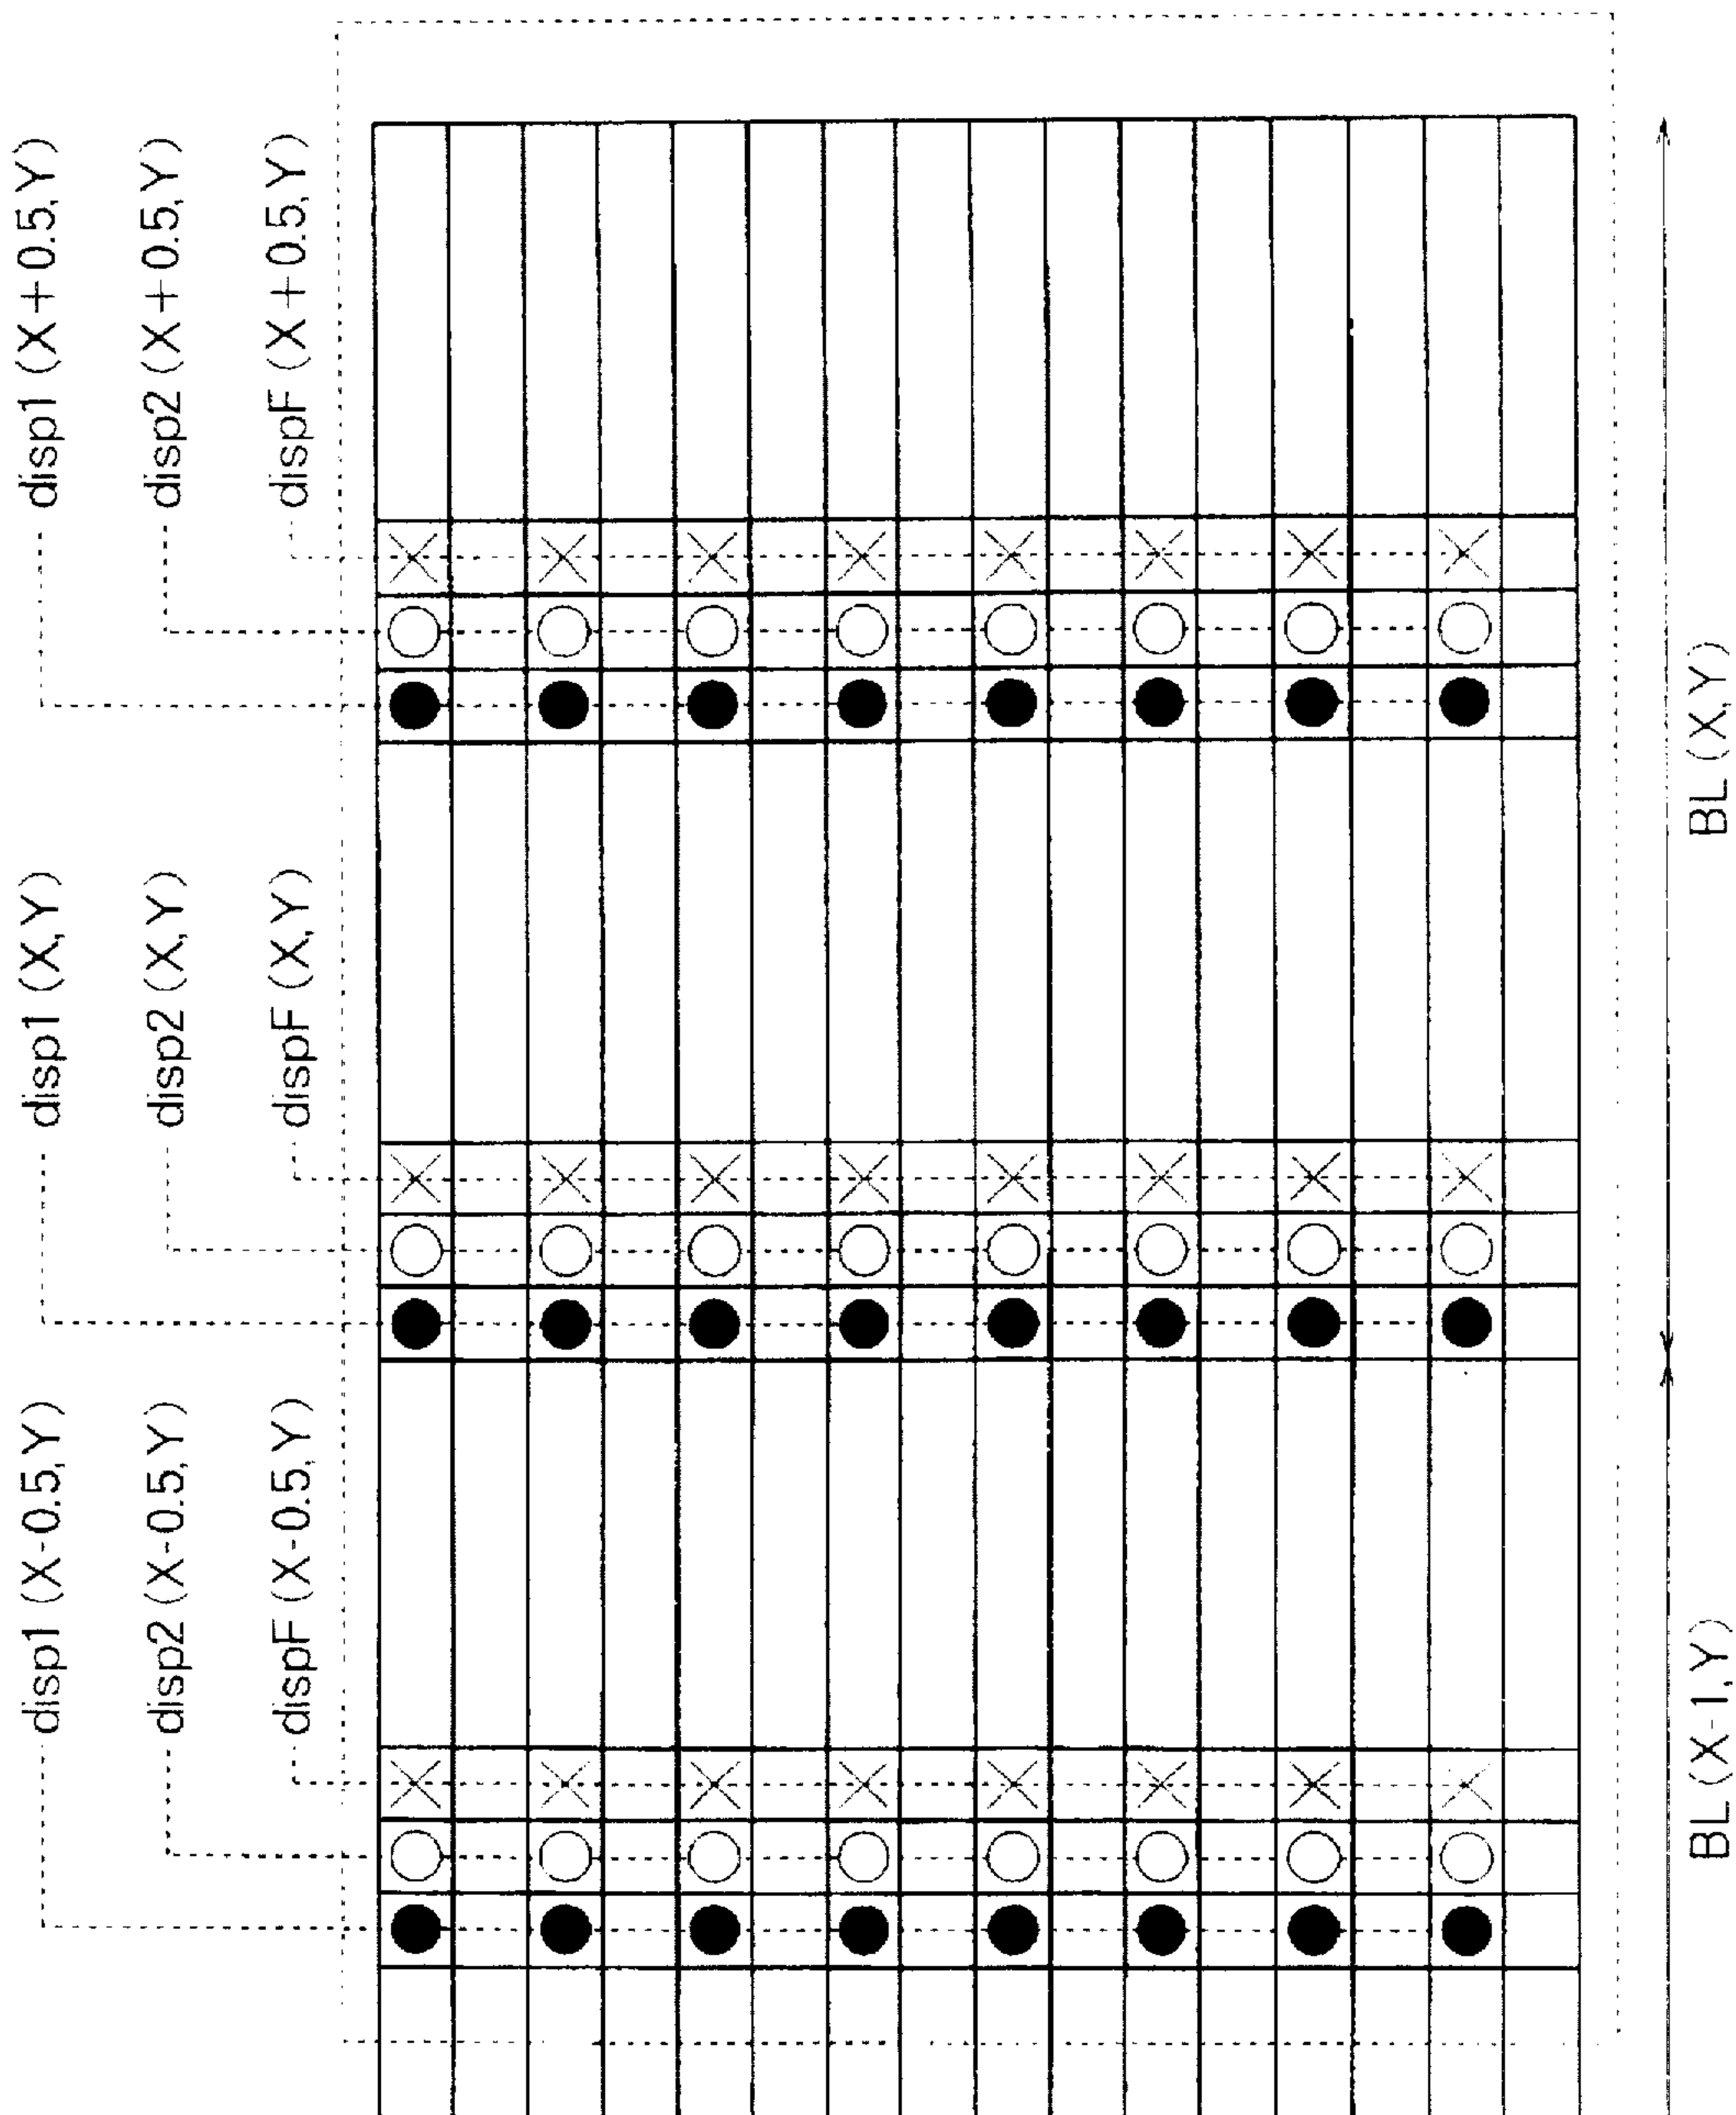 disp1 (X-0.5,Y)
disp2 (X-0.5,Y)
dispF (X-0.5,Y)
disp1 (X,Y)
disp2 (X,Y)
dispF (X,Y)
disp1 (X+0.5,Y)
disp2 (X+0.5,Y)
dispF (X+0.5,Y)
BL (X-1,Y)
BL (X,Y)